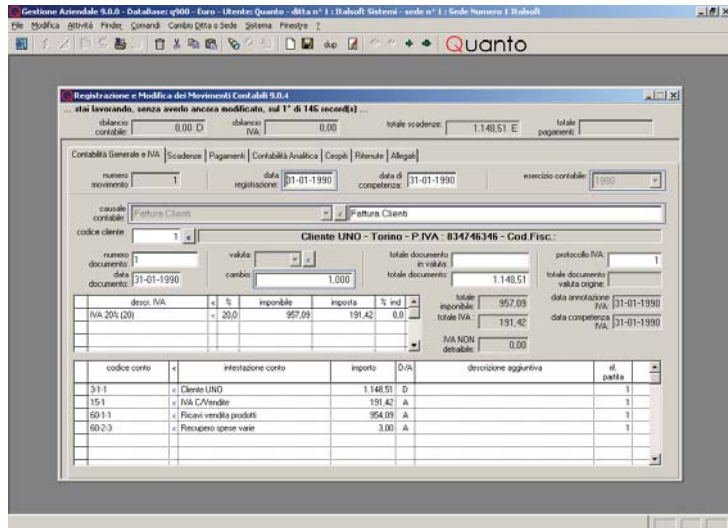 Gestione Aziendale 9.0.0 - DataBase: q900 - Euro - Utente: Quanto - ditta n° 1 : Italsoft Sistemi - sede n° 1 : Sede Numero 1 Italsoft
File Modifica Attività Finder Comandi Cambio Ditta o Sede Sistema Finestre ?
dup Quanto
Registrazione e Modifica dei Movimenti Contabili 9.0.4
... stai lavorando, senza averlo ancora modificato, sul 1° di 146 record(s) ...
sbilancio contabile: 0,00 D sbilancio IVA: 0,00 totale scadenze: 1.148,51 E totale pagamenti:
Contabilità Generale e IVA Scadenze Pagamenti Contabilità Analitica Cespiti Ritenute Allegati
numero movimento: 1 data registrazione: 31-01-1990 data di competenza: 31-01-1990 esercizio contabile: 1990
causale contabile: Fattura Clienti < Fattura Clienti
codice cliente: 1 < Cliente UNO - Torino - P.IVA : 834746346 - Cod.Fisc.:
numero documento: 1 valuta: < totale documento in valuta: protocollo IVA: 1
data documento: 31-01-1990 cambio: 1,000 totale documento: 1.148,51 totale documento valuta origine:
descr. IVA < % imponibile imposta % ind totale imponibile: 957,09 data annotazione IVA: 31-01-1990
IVA 20% (20) < 20,0 957,09 191,42 0,0 totale IVA : 191,42 data competenza IVA: 31-01-1990
IVA NON detraibile: 0,00
codice conto < intestazione conto importo D/A descrizione aggiuntiva rif. partita
3-1-1 < Cliente UNO 1.148,51 D 1
15-1 < IVA C/Vendite 191,42 A 1
60-1-1 < Ricavi vendita prodotti 954,09 A 1
60-2-3 < Recupero spese varie 3,00 A 1